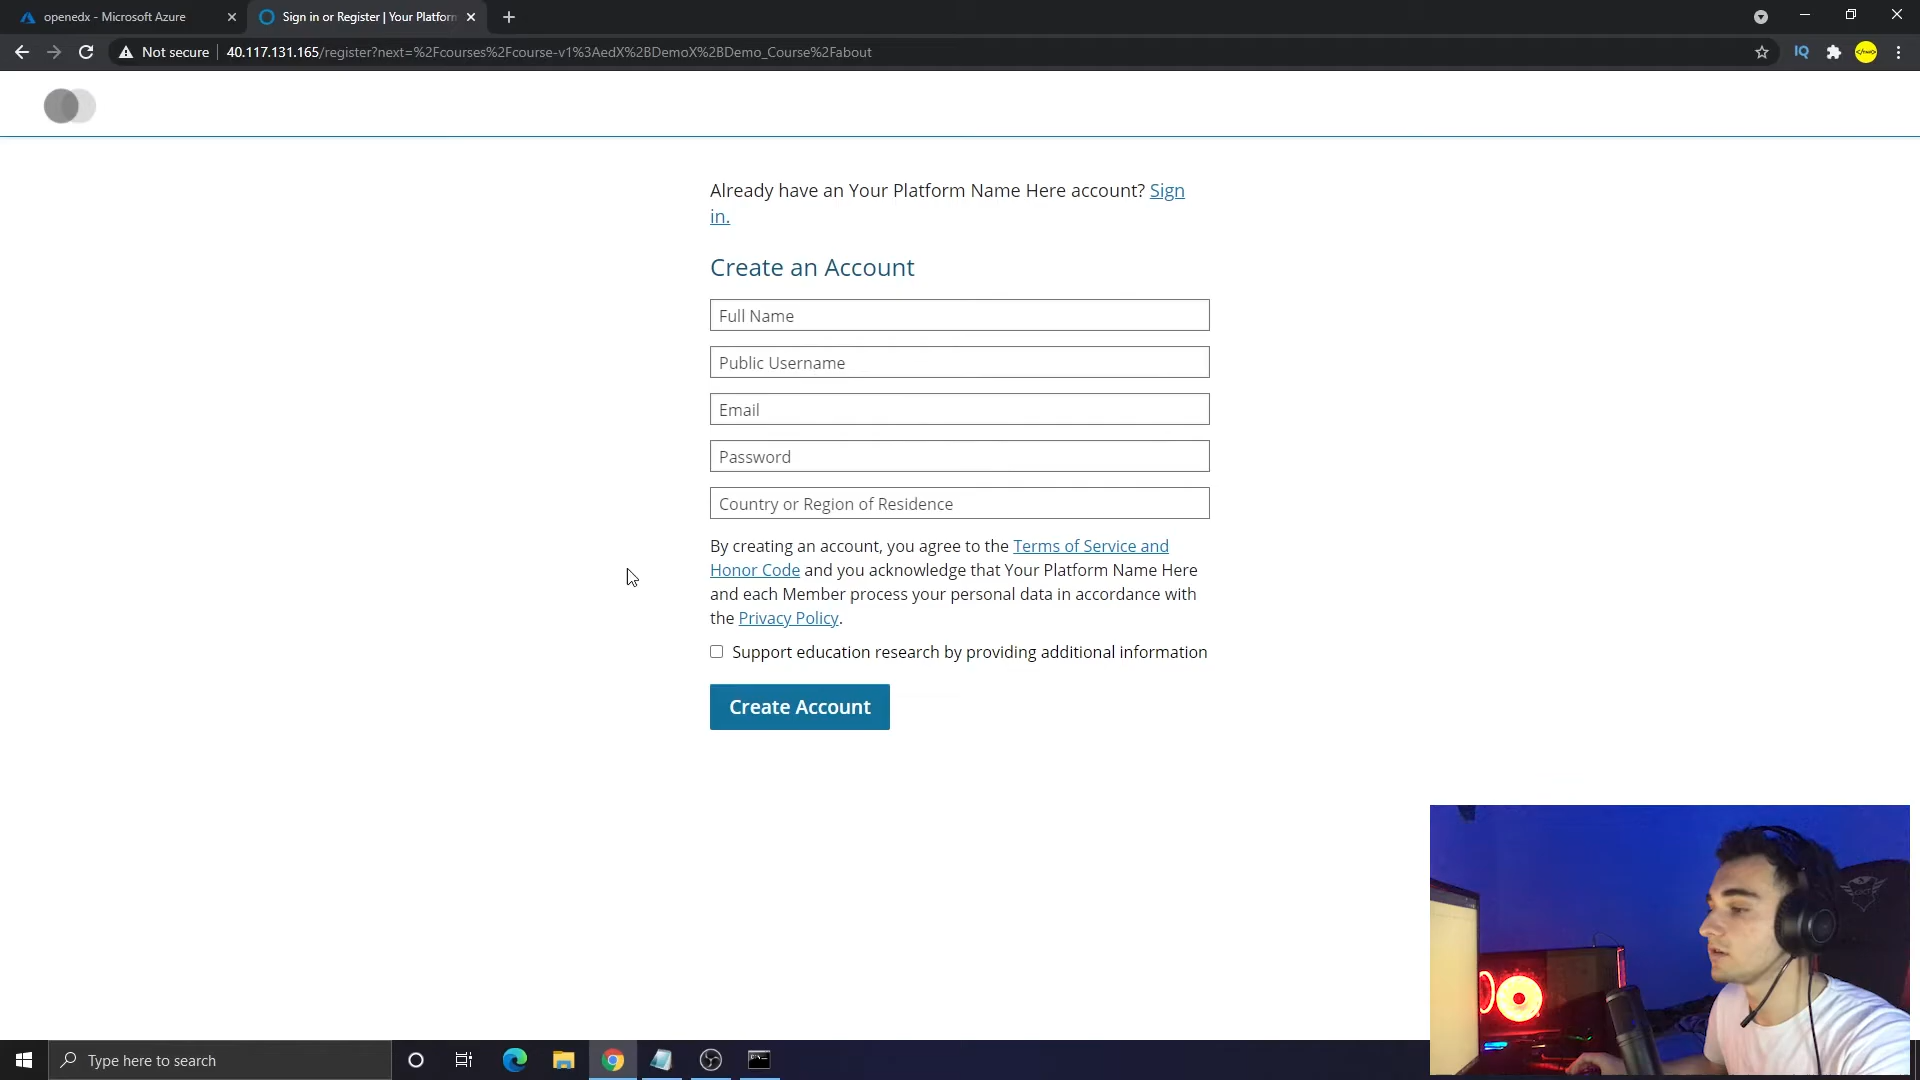 openedx - Microsoft Azure
Sign in or Register | Your Platform
Not secure
40.117.131.165/register?next=%2Fcourses%2Fcourse-v1%3AedX%2BDemoX%2BDemo_Course%2Fabout
IQ
Already have an Your Platform Name Here account? Sign
in.
Create an Account
Full Name
Public Username
Email
Password
Country or Region of Residence
By creating an account, you agree to the Terms of Service and
Honor Code and you acknowledge that Your Platform Name Here
and each Member process your personal data in accordance with
the Privacy Policy.
Support education research by providing additional information
Create Account
Type here to search